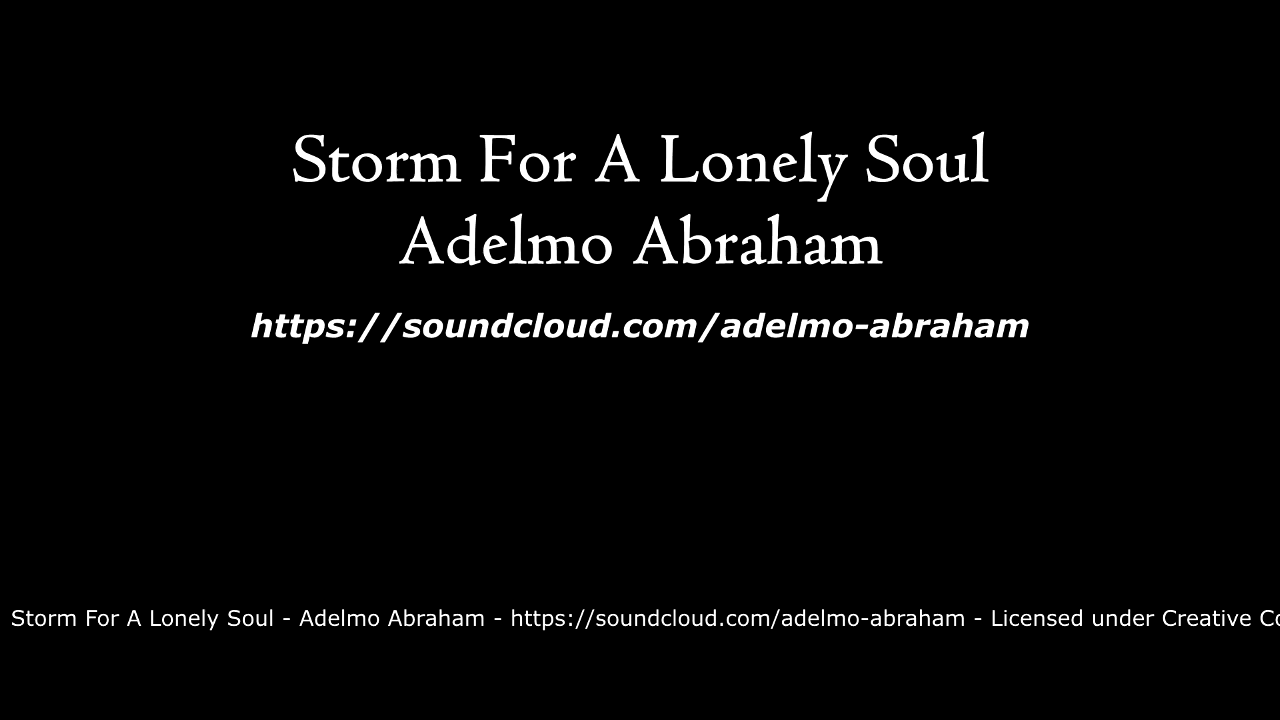 Storm For A Lonely Soul
Adelmo Abraham
https://soundcloud.com/adelmo-abraham
Storm For A Lonely Soul - Adelmo Abraham - https://soundcloud.com/adelmo-abraham - Licensed under Creative Co